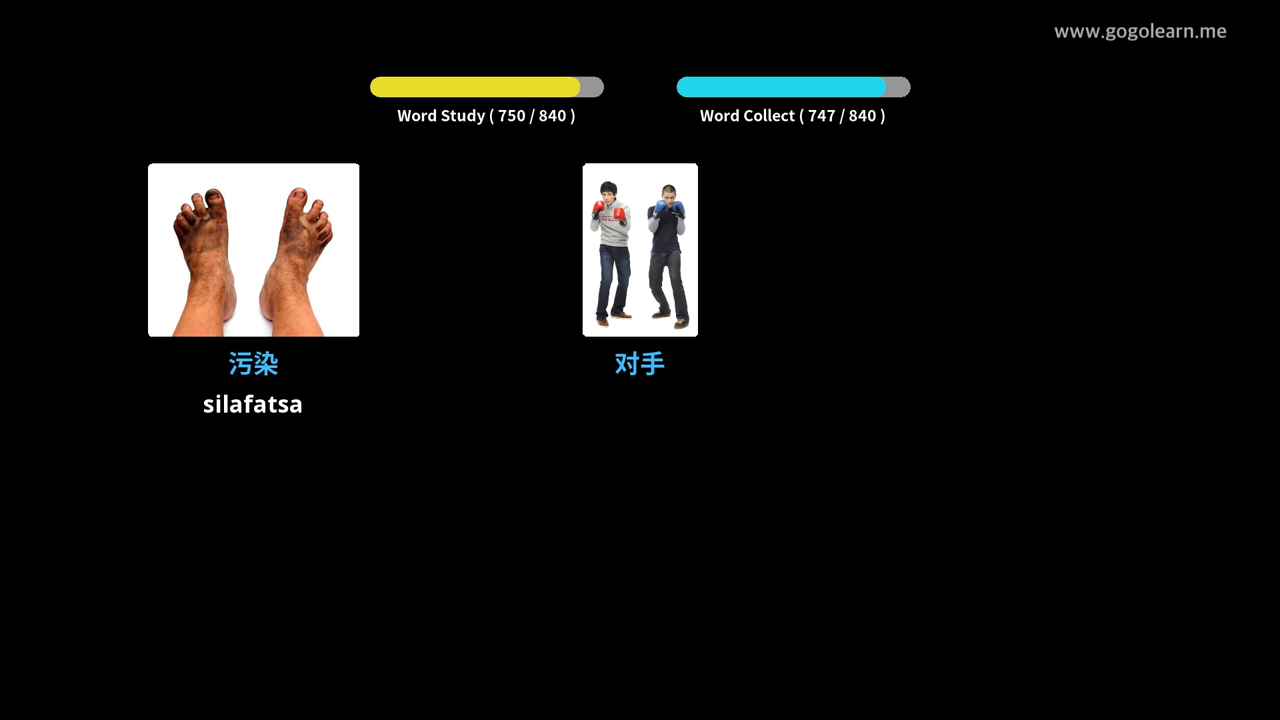 www.gogolearn.me
Word Study ( 750 / 840 )
Word Collect ( 747 / 840 )
污染
对手
silafatsa